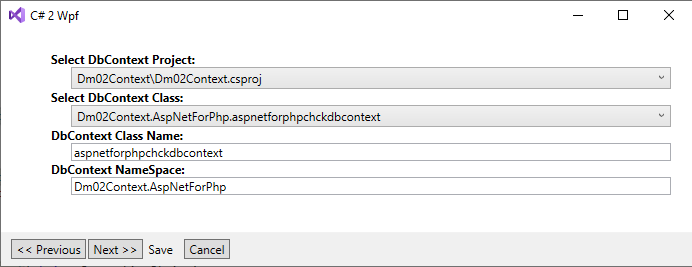 C# 2 Wpf
Select DbContext Project:
Dm02Context\Dm02Context.csproj
Select DbContext Class:
Dm02Context.AspNetForPhp.aspnetforphpchckdbcontext
DbContext Class Name:
aspnetforphpchckdbcontext
DbContext NameSpace:
Dm02Context.AspNetForPhp
<< Previous Next >> Save Cancel